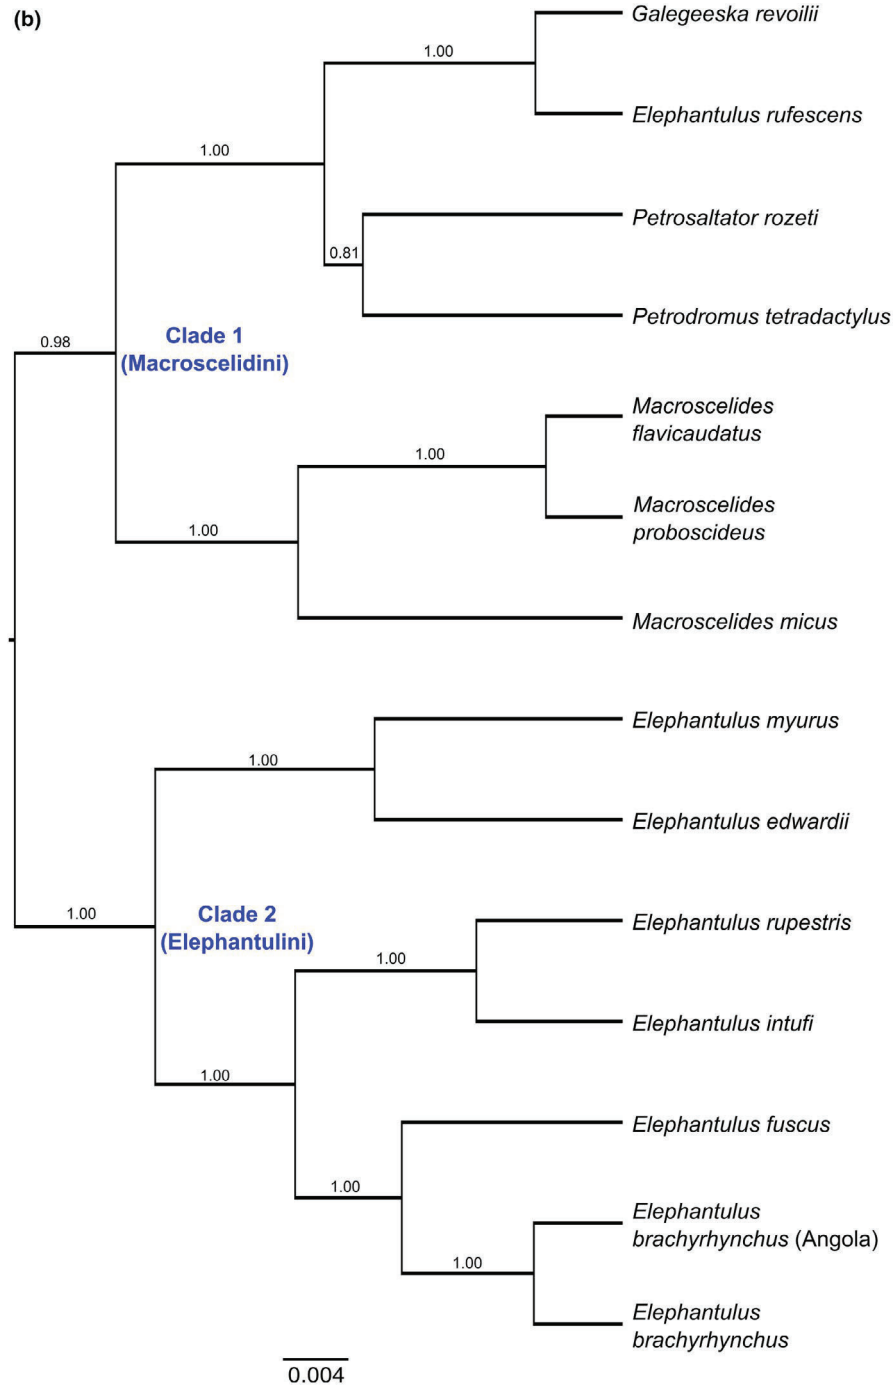 (b)
Galegeeska revoilii
1.00
Elephantulus rufescens
1.00
Petrosaltator rozeti
0.81
Petrodromus tetradactylus
0.98
Clade 1
(Macroscelidini)
Macroscelides
flavicaudatus
1.00
Macroscelides
proboscideus
1.00
Macroscelides micus
Elephantulus myurus
1.00
Elephantulus edwardii
1.00
Clade 2
(Elephantulini)
Elephantulus rupestris
1.00
Elephantulus intufi
1.00
Elephantulus fuscus
1.00
Elephantulus
brachyrhynchus (Angola)
1.00
Elephantulus
brachyrhynchus
0.004